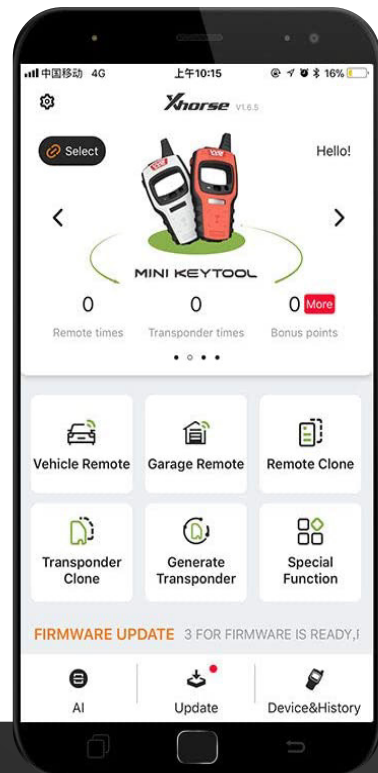 中国移动 4G 上午10:15 16%
Xhorse V1.6.5
Select Hello!
MINI KEYTOOL
0 0 0 More
Remote times Transponder times Bonus points
Vehicle Remote Garage Remote Remote Clone
Transponder Clone Generate Transponder Special Function
FIRMWARE UPDATE 3 FOR FIRMWARE IS READY,
AI Update Device&History